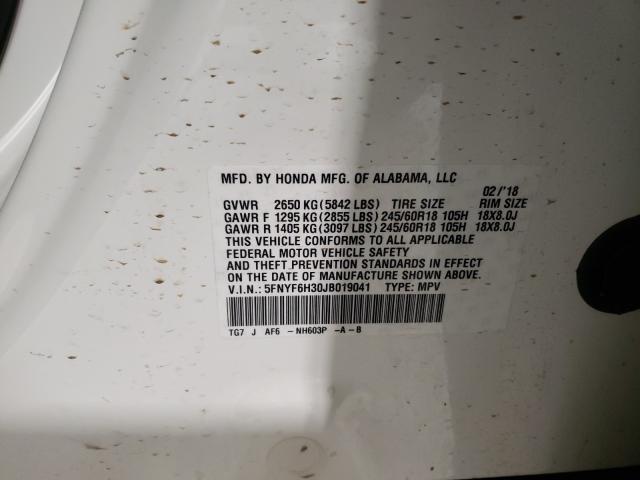 MFD. BY HONDA MFG. OF ALABAMA, LLC
02/'18
GVWR 2650 KG(5842 LBS) TIRE SIZE RIM SIZE
GAWR F 1295 KG(2855 LBS) 245/60R18 105H 18X8.0J
GAWR R 1405 KG(3097 LBS) 245/60R18 105H 18X8.0J
THIS VEHICLE CONFORMS TO ALL APPLICABLE
FEDERAL MOTOR VEHICLE SAFETY
AND THEFT PREVENTION STANDARDS IN EFFECT
ON THE DATE OF MANUFACTURE SHOWN ABOVE.
V.I.N.: 5FNYF6H30JB019041 TYPE: MPV
TG7 J AF6 -NH603P -A-B